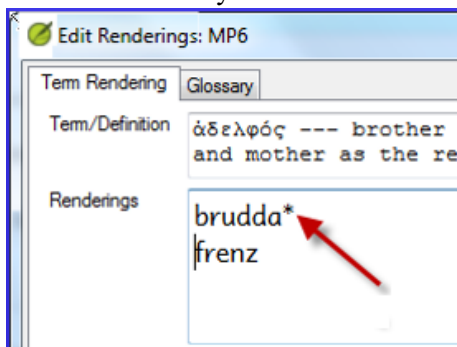 Edit Renderings: MP6
Term Rendering Glossary
Term/Definition
ἀδελφός --- brother
and mother as the re
Renderings
brudda*
frenz